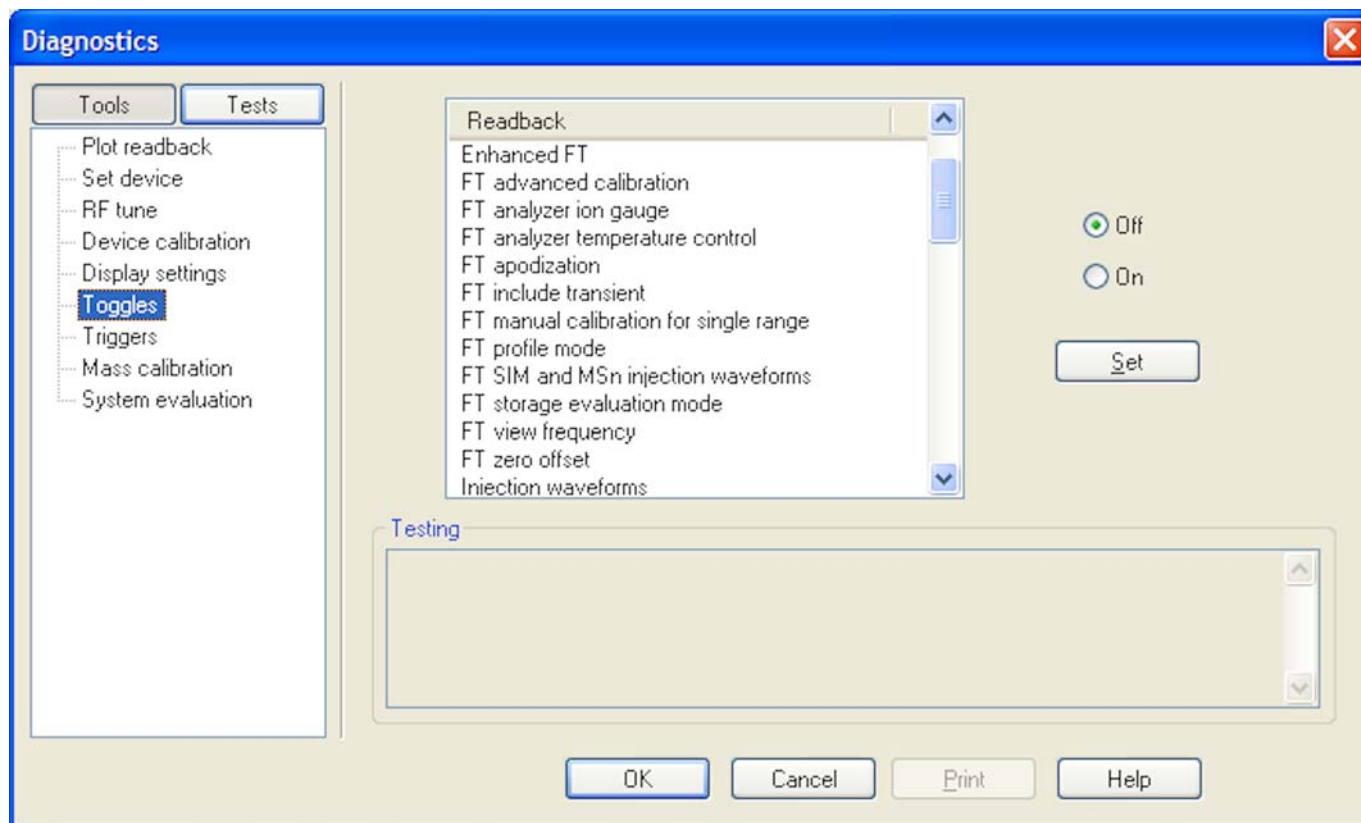 Diagnostics
Tools
Tests
Plot readback
Set device
RF tune
Device calibration
Display settings
Toggles
Triggers
Mass calibration
System evaluation
Readback
Enhanced FT
FT advanced calibration
FT analyzer ion gauge
FT analyzer temperature control
FT apodization
FT include transient
FT manual calibration for single range
FT profile mode
FT SIM and MSn injection waveforms
FT storage evaluation mode
FT view frequency
FT zero offset
Injection waveforms
Off
On
Set
Testing
OK
Cancel
Print
Help